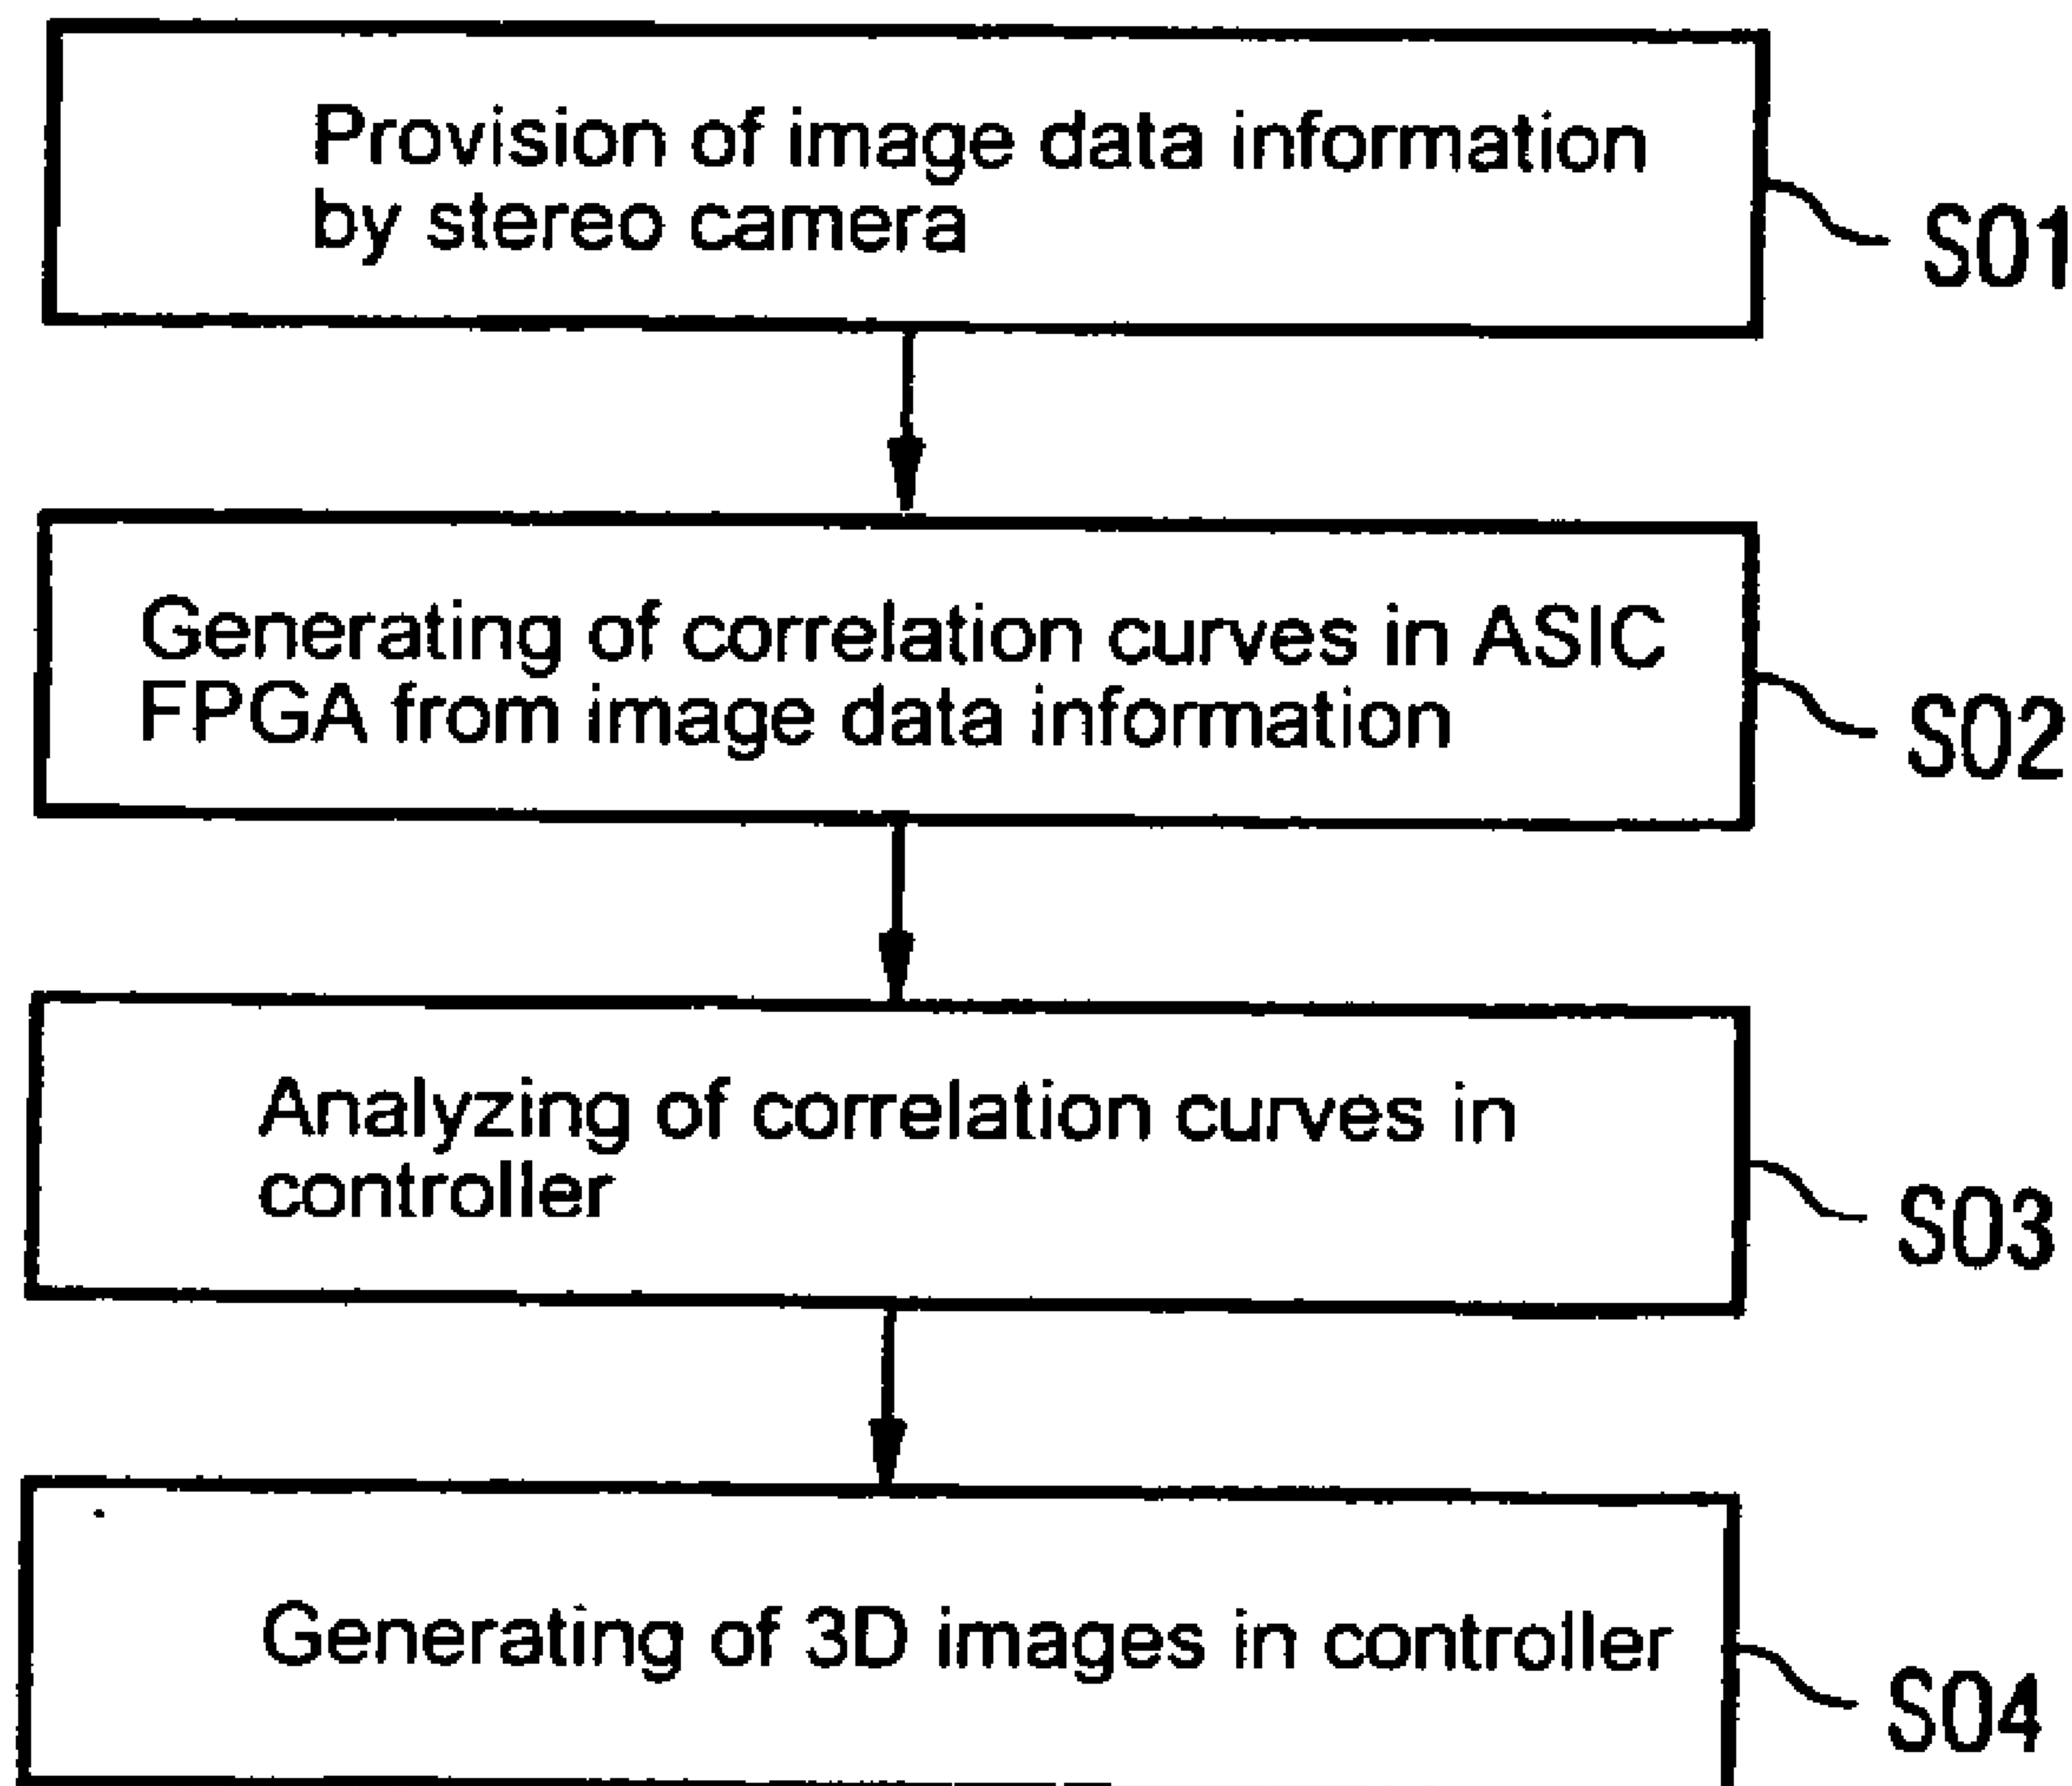 Provision of image data information
by stereo camera
S01
Generating of correlation curves in ASIC
FPGA from image data information
S02
Analyzing of correlation curves in
controller
S03
Generating of 3D images in controller
S04